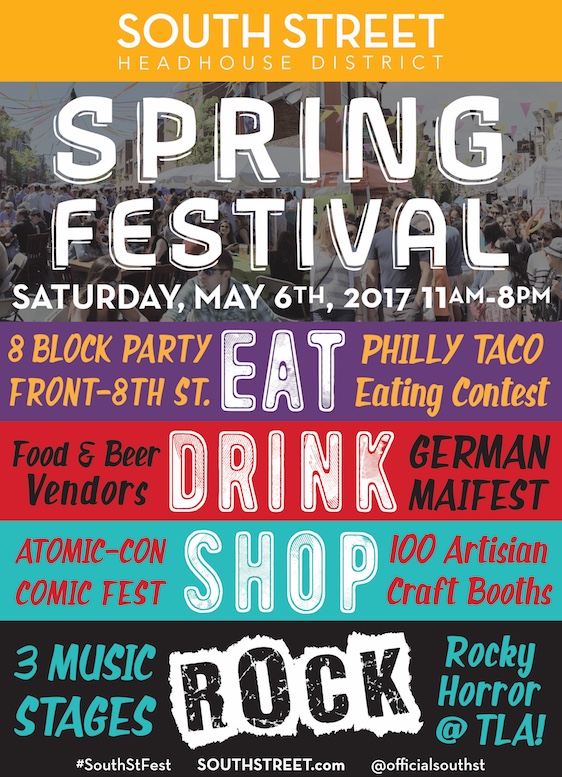 SOUTH STREET
HEADHOUSE DISTRICT
SPRING
FESTIVAL
SATURDAY, MAY 6TH, 2017 11AM-8PM
8 BLOCK PARTY
FRONT-8TH ST.
EAT
PHILLY TACO
Eating Contest
Food & Beer
Vendors
DRINK
GERMAN
MAIFEST
ATOMIC-CON
COMIC FEST
SHOP
100 Artisian
Craft Booths
3 MUSIC
STAGES
ROCK
Rocky
Horror
@ TLA!
#SouthStFest
SOUTHSTREET.com
@officialsouthst